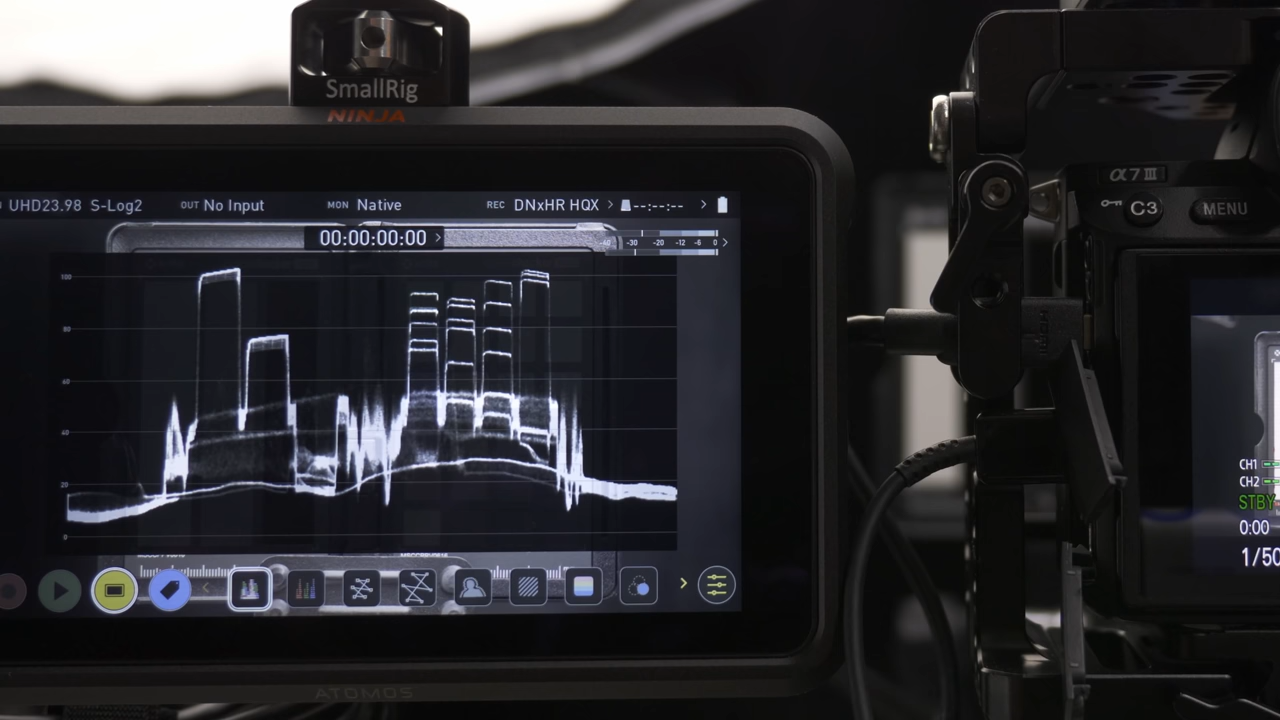 SmallRig
NINJA
UHD23.98 S-Log2
OUT No Input
MON Native
REC DNxHR HQX
--:--:--
00:00:00:00
-40 -30 -20 -12 -6 0
100
80
60
40
20
0
ATOMOS
α7III
C3
MENU
CH1
CH2
STBY
0:00
1/50